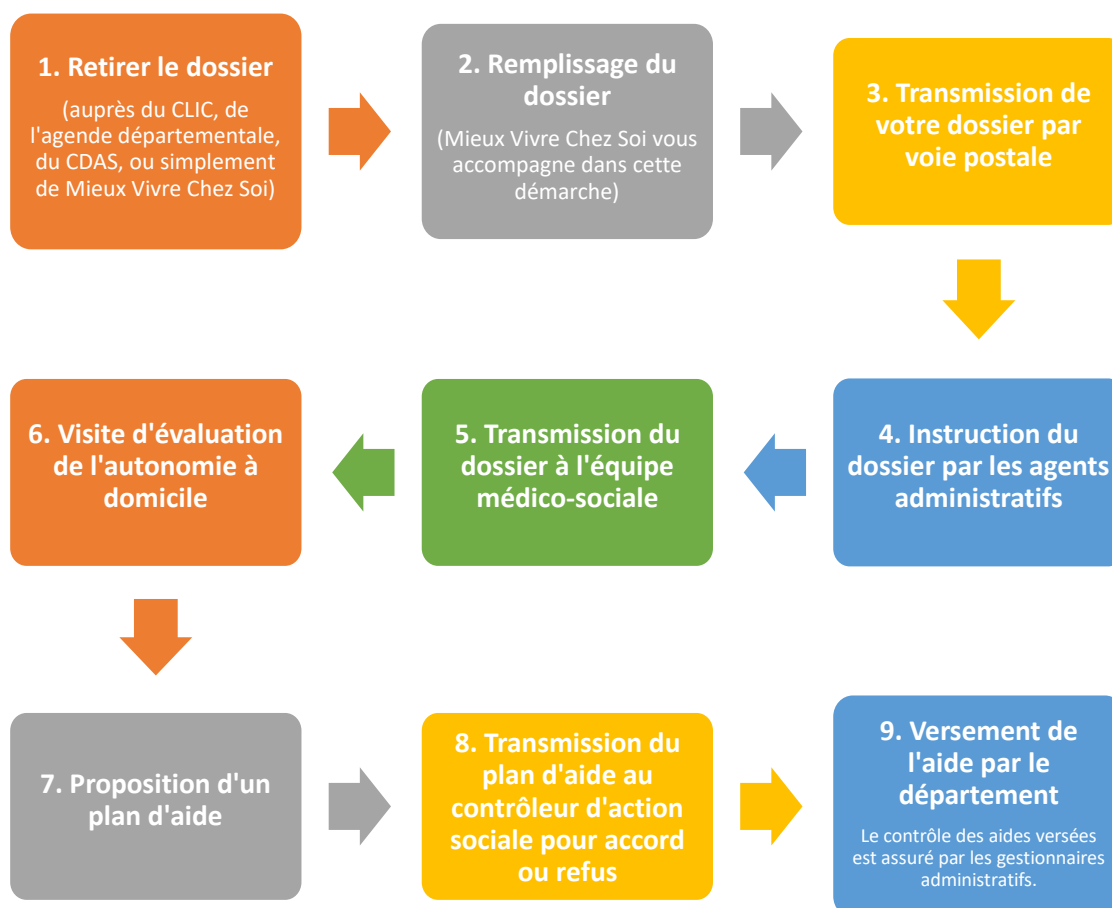 1. Retirer le dossier
(auprès du CLIC, de
l'agende départementale,
du CDAS, ou simplement
de Mieux Vivre Chez Soi)
2. Remplissage du
dossier
(Mieux Vivre Chez Soi vous
accompagne dans cette
démarche)
3. Transmission de
votre dossier par
voie postale
4. Instruction du
dossier par les agents
administratifs
5. Transmission du
dossier à l'équipe
médico-sociale
6. Visite d'évaluation
de l'autonomie à
domicile
7. Proposition d'un
plan d'aide
8. Transmission du
plan d'aide au
contrôleur d'action
sociale pour accord
ou refus
9. Versement de
l'aide par le
département
Le contrôle des aides versées
est assuré par les gestionnaires
administratifs.